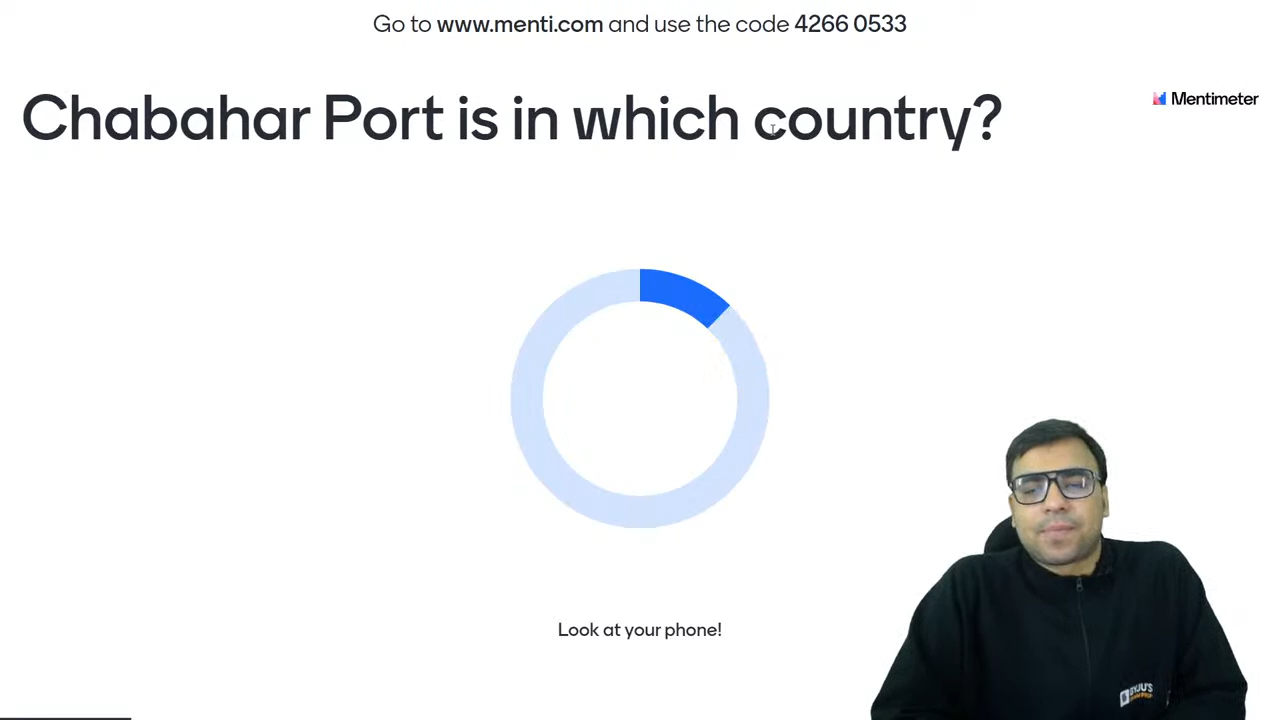 Go to www.menti.com and use the code 4266 0533
Chabahar Port is in which country?
Mentimeter
Look at your phone!
BYJU'S